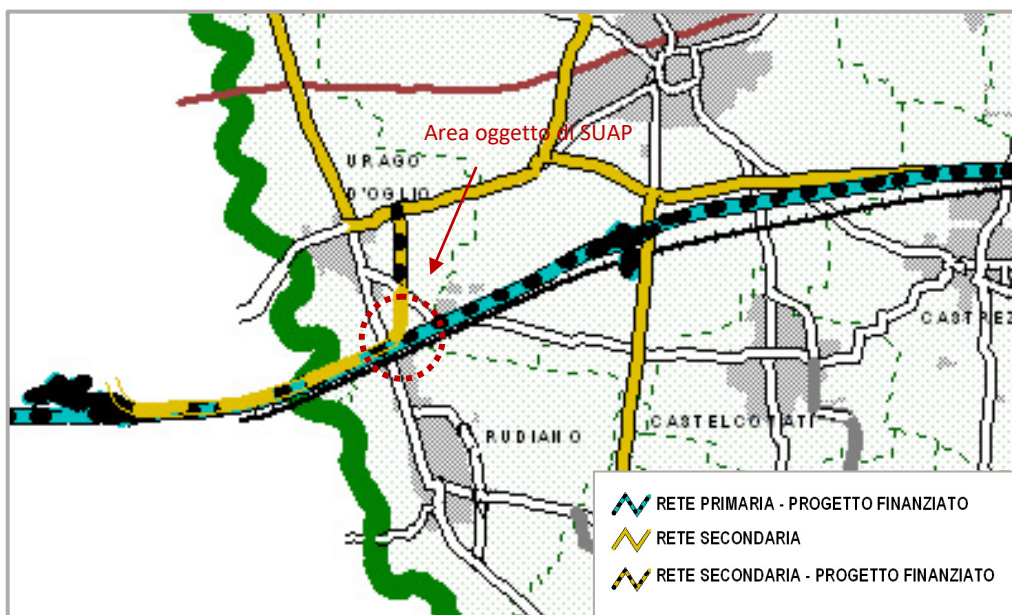 Area oggetto di SUAP
URAGO
D'OGLIO
CASTREZ
CASTELCOVATI
RUDIANO
RETE PRIMARIA - PROGETTO FINANZIATO
RETE SECONDARIA
RETE SECONDARIA - PROGETTO FINANZIATO